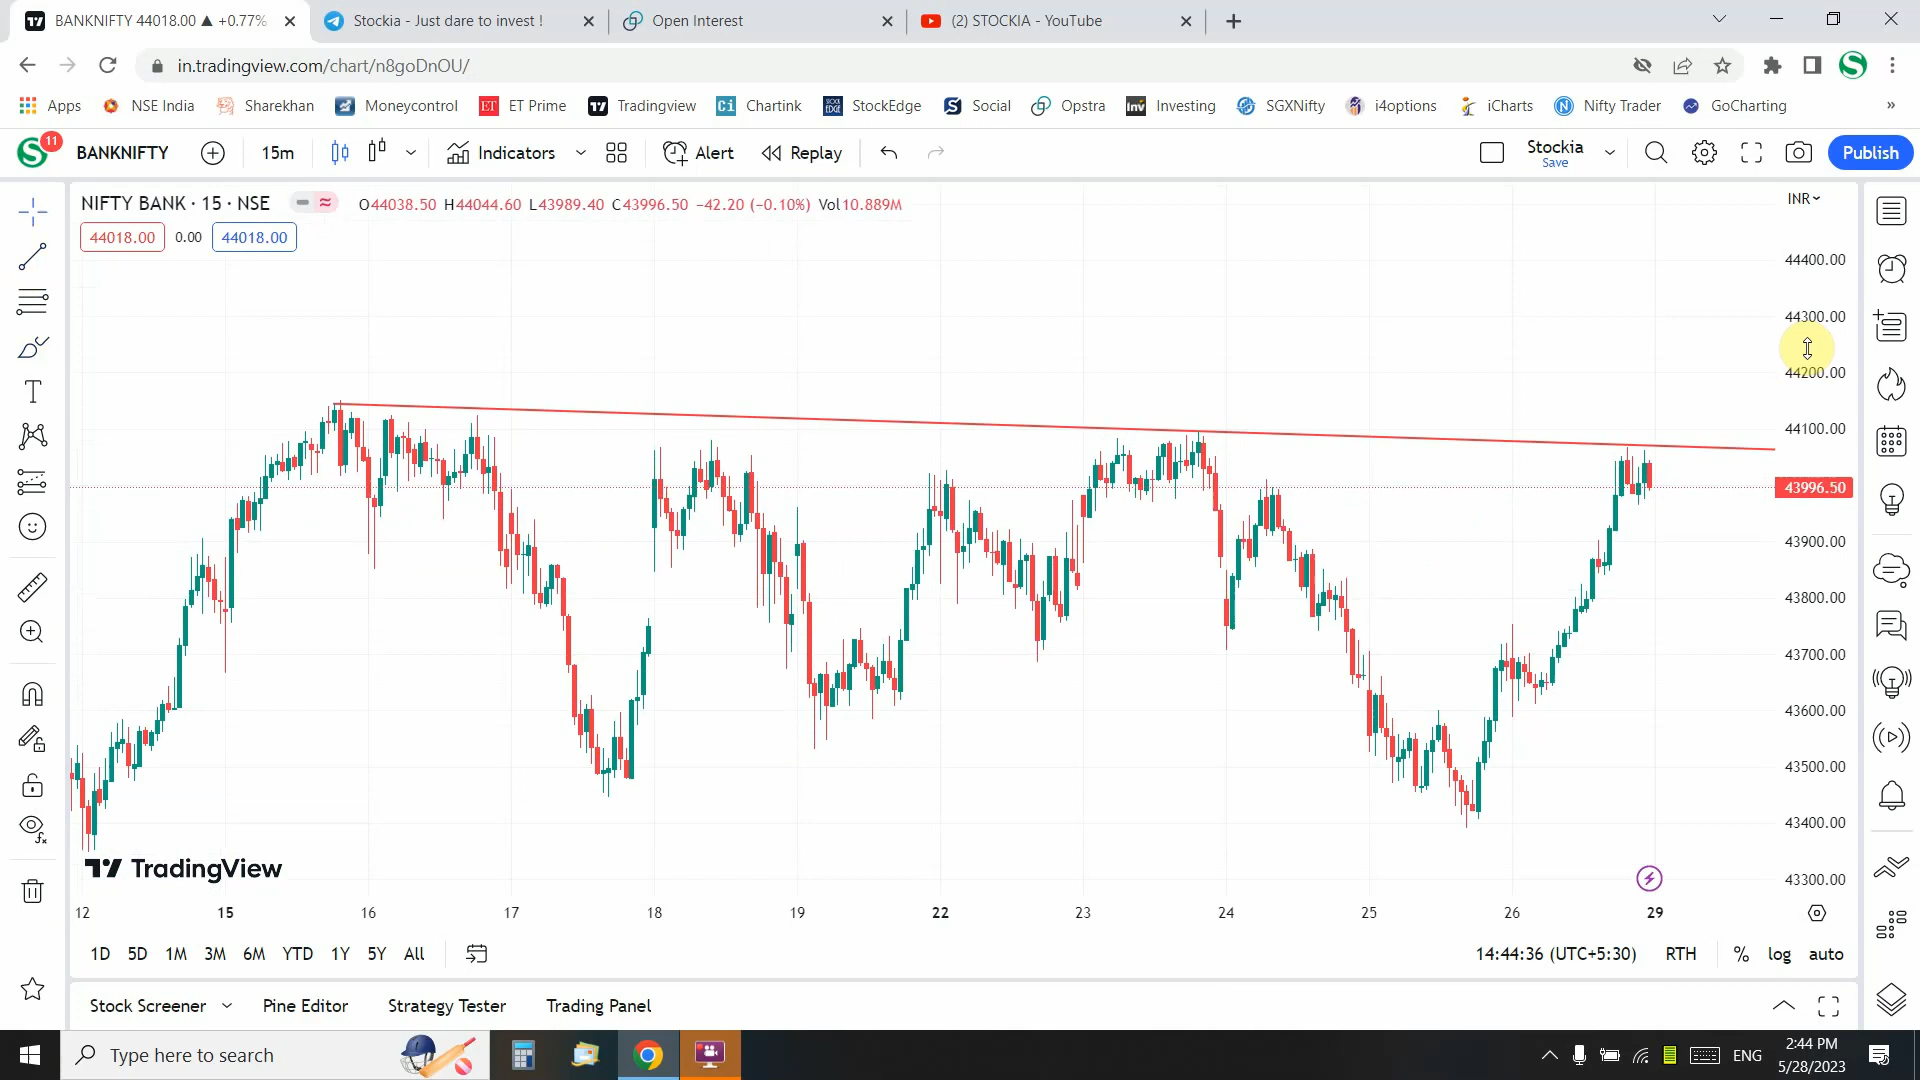 BANKNIFTY 44018.00 ▲ +0.77%
Stockia - Just dare to invest !
Open Interest
(2) STOCKIA - YouTube
in.tradingview.com/chart/n8goDnOU/
Apps NSE India Sharekhan Moneycontrol ET Prime Tradingview Chartink StockEdge Social Opstra Investing SGXNifty i4options iCharts Nifty Trader GoCharting »
11 BANKNIFTY 15m Indicators Alert Replay Stockia Save Publish
NIFTY BANK · 15 · NSE O44038.50 H44044.60 L43989.40 C43996.50 −42.20 (−0.10%) Vol10.889M
INR
44018.00 0.00 44018.00
44400.00
44300.00
44200.00
44100.00
43996.50
43900.00
43800.00
43700.00
43600.00
43500.00
43400.00
43300.00
TradingView
12 15 16 17 18 19 22 23 24 25 26 29
1D 5D 1M 3M 6M YTD 1Y 5Y All 14:44:36 (UTC+5:30) RTH % log auto
Stock Screener Pine Editor Strategy Tester Trading Panel
Type here to search
ENG
2:44 PM
5/28/2023